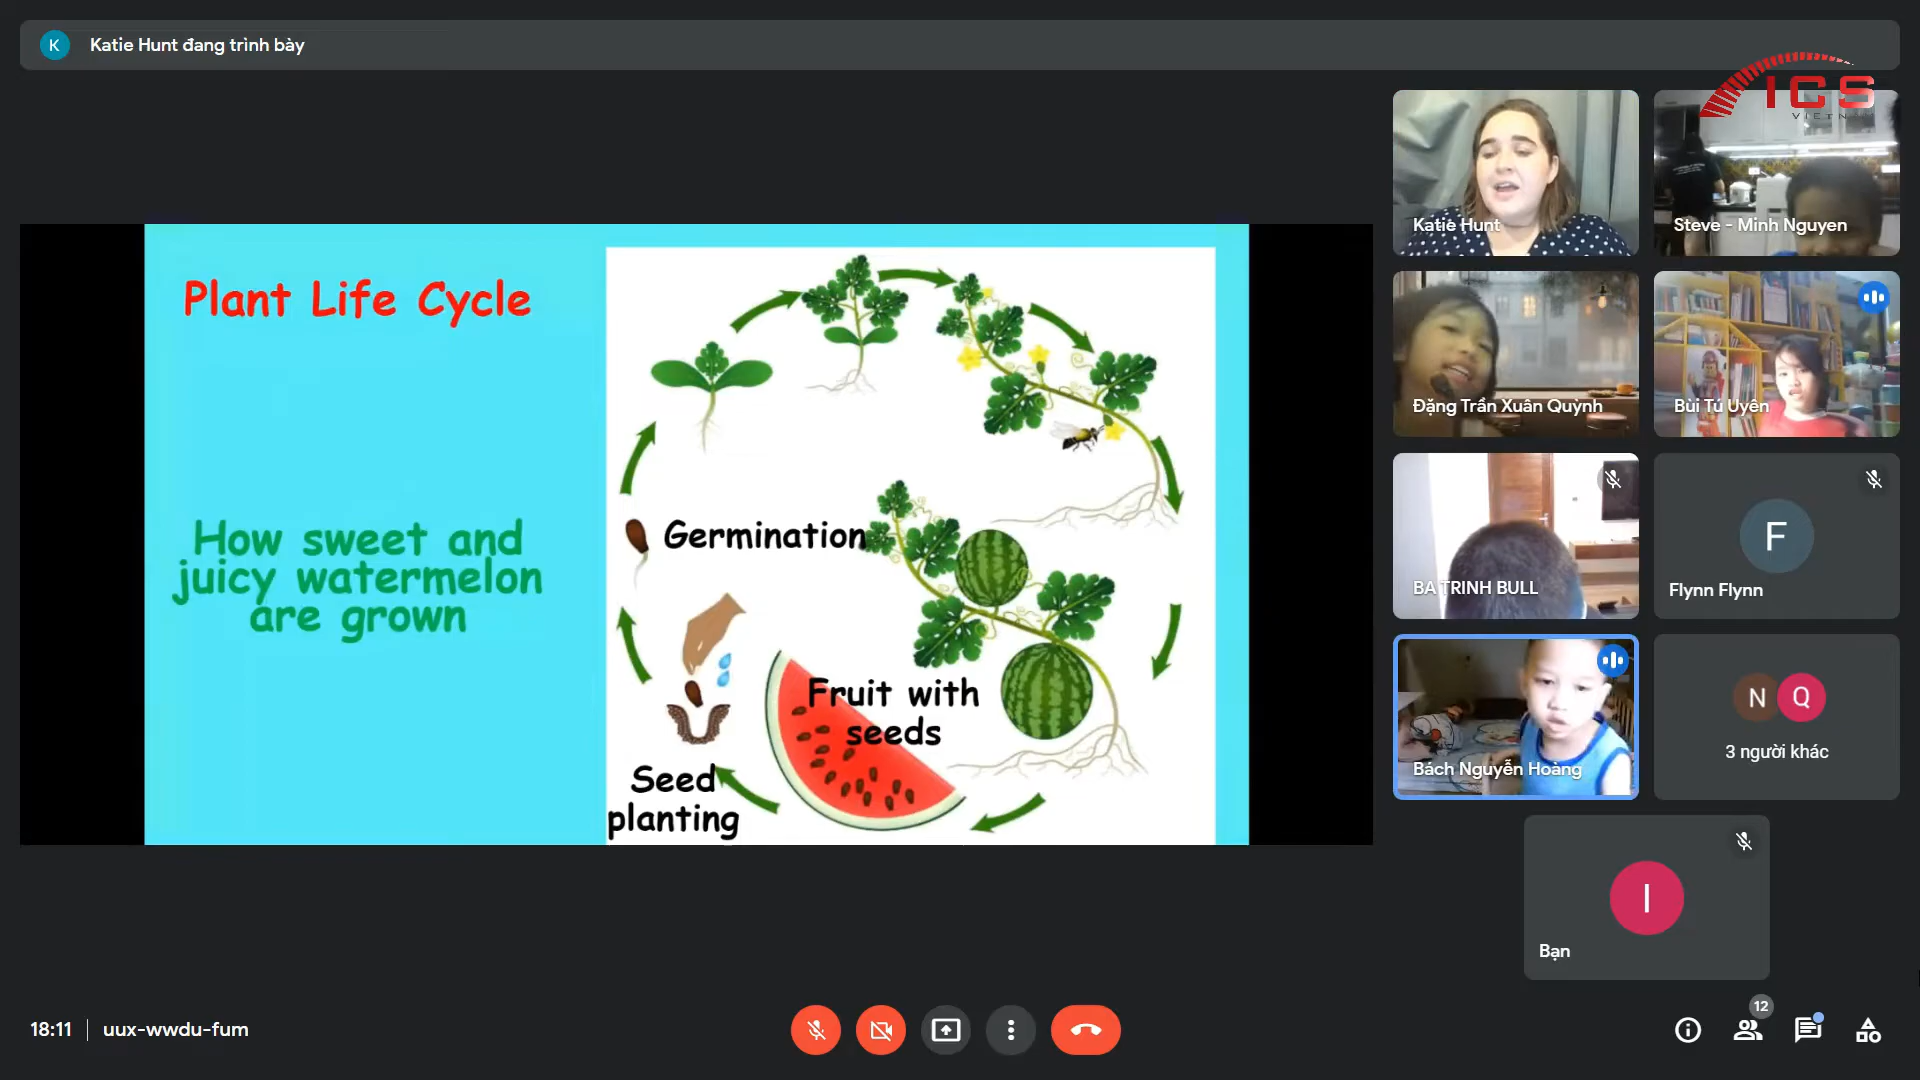 K
Katie Hunt đang trình bày
ICS
VIETNAM
Katie Hunt
Steve - Minh Nguyen
Plant Life Cycle
Đặng Trần Xuân Quỳnh
Bùi Tú Uyên
Germination
How sweet and
juicy watermelon
are grown
BA TRINH BULL
F
Flynn Flynn
Fruit with
seeds
Seed
planting
Bách Nguyễn Hoàng
N
Q
3 người khác
I
Bạn
18:11
uux-wwdu-fum
12